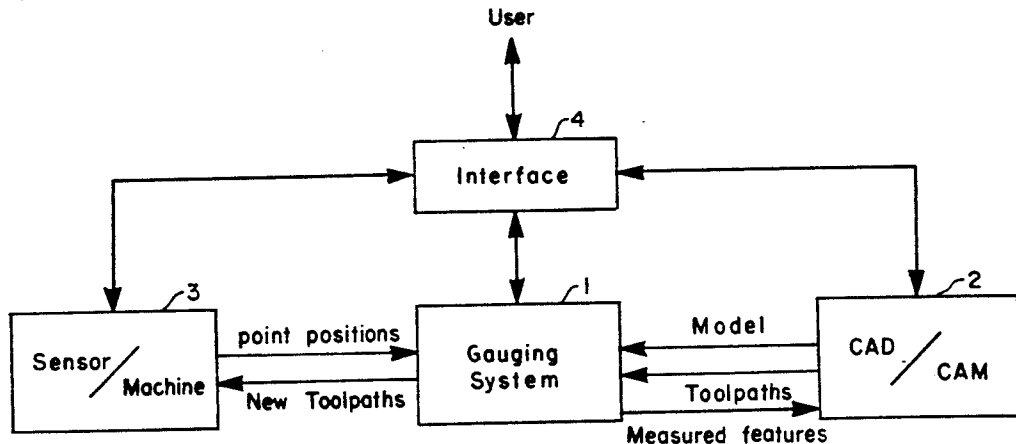 User
4
Interface
3
Sensor/Machine
point positions
New Toolpaths
1
Gauging
System
Model
Toolpaths
Measured features
2
CAD/CAM